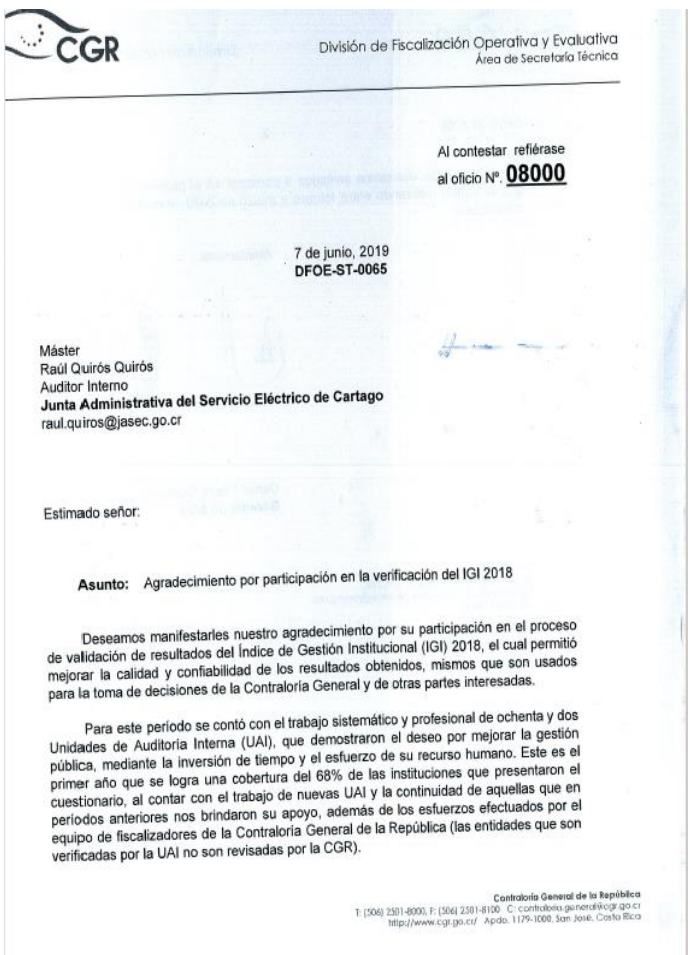 CGR
División de Fiscalización Operativa y Evaluativa
Área de Secretaría Técnica
Al contestar refiérase
al oficio Nº. 08000
7 de junio, 2019
DFOE-ST-0065
Máster
Raúl Quirós Quirós
Auditor Interno
Junta Administrativa del Servicio Eléctrico de Cartago
raul.quiros@jasec.go.cr
Estimado señor:
Asunto: Agradecimiento por participación en la verificación del IGI 2018
Deseamos manifestarles nuestro agradecimiento por su participación en el proceso
de validación de resultados del Índice de Gestión Institucional (IGI) 2018, el cual permitió
mejorar la calidad y confiabilidad de los resultados obtenidos, mismos que son usados
para la toma de decisiones de la Contraloría General y de otras partes interesadas.
Para este período se contó con el trabajo sistemático y profesional de ochenta y dos
Unidades de Auditoria Interna (UAI), que demostraron el deseo por mejorar la gestión
pública, mediante la inversión de tiempo y el esfuerzo de su recurso humano. Este es el
primer año que se logra una cobertura del 68% de las instituciones que presentaron el
cuestionario, al contar con el trabajo de nuevas UAI y la continuidad de aquellas que en
períodos anteriores nos brindaron su apoyo, además de los esfuerzos efectuados por el
equipo de fiscalizadores de la Contraloría General de la República (las entidades que son
verificadas por la UAI no son revisadas por la CGR).
Contraloría General de la República
T: (506) 2501-8000, F: (506) 2501-8100 C: contraloria.general@cgr.go.cr
http://www.cgr.go.cr/ Apdo. 1179-1000, San José, Costa Rica